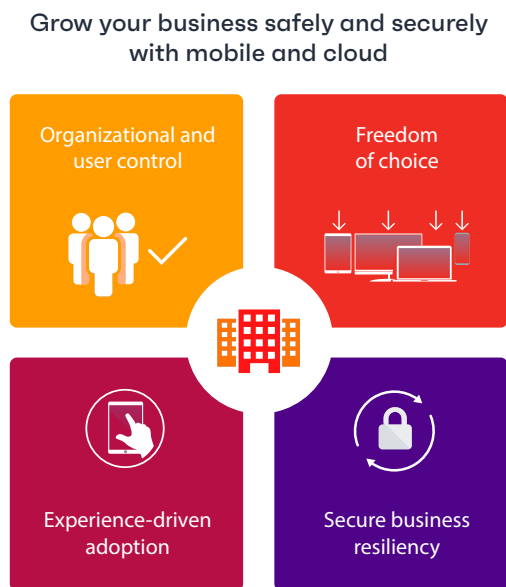 Grow your business safely and securely
with mobile and cloud
Organizational and
user control
Freedom
of choice
Experience-driven
adoption
Secure business
resiliency